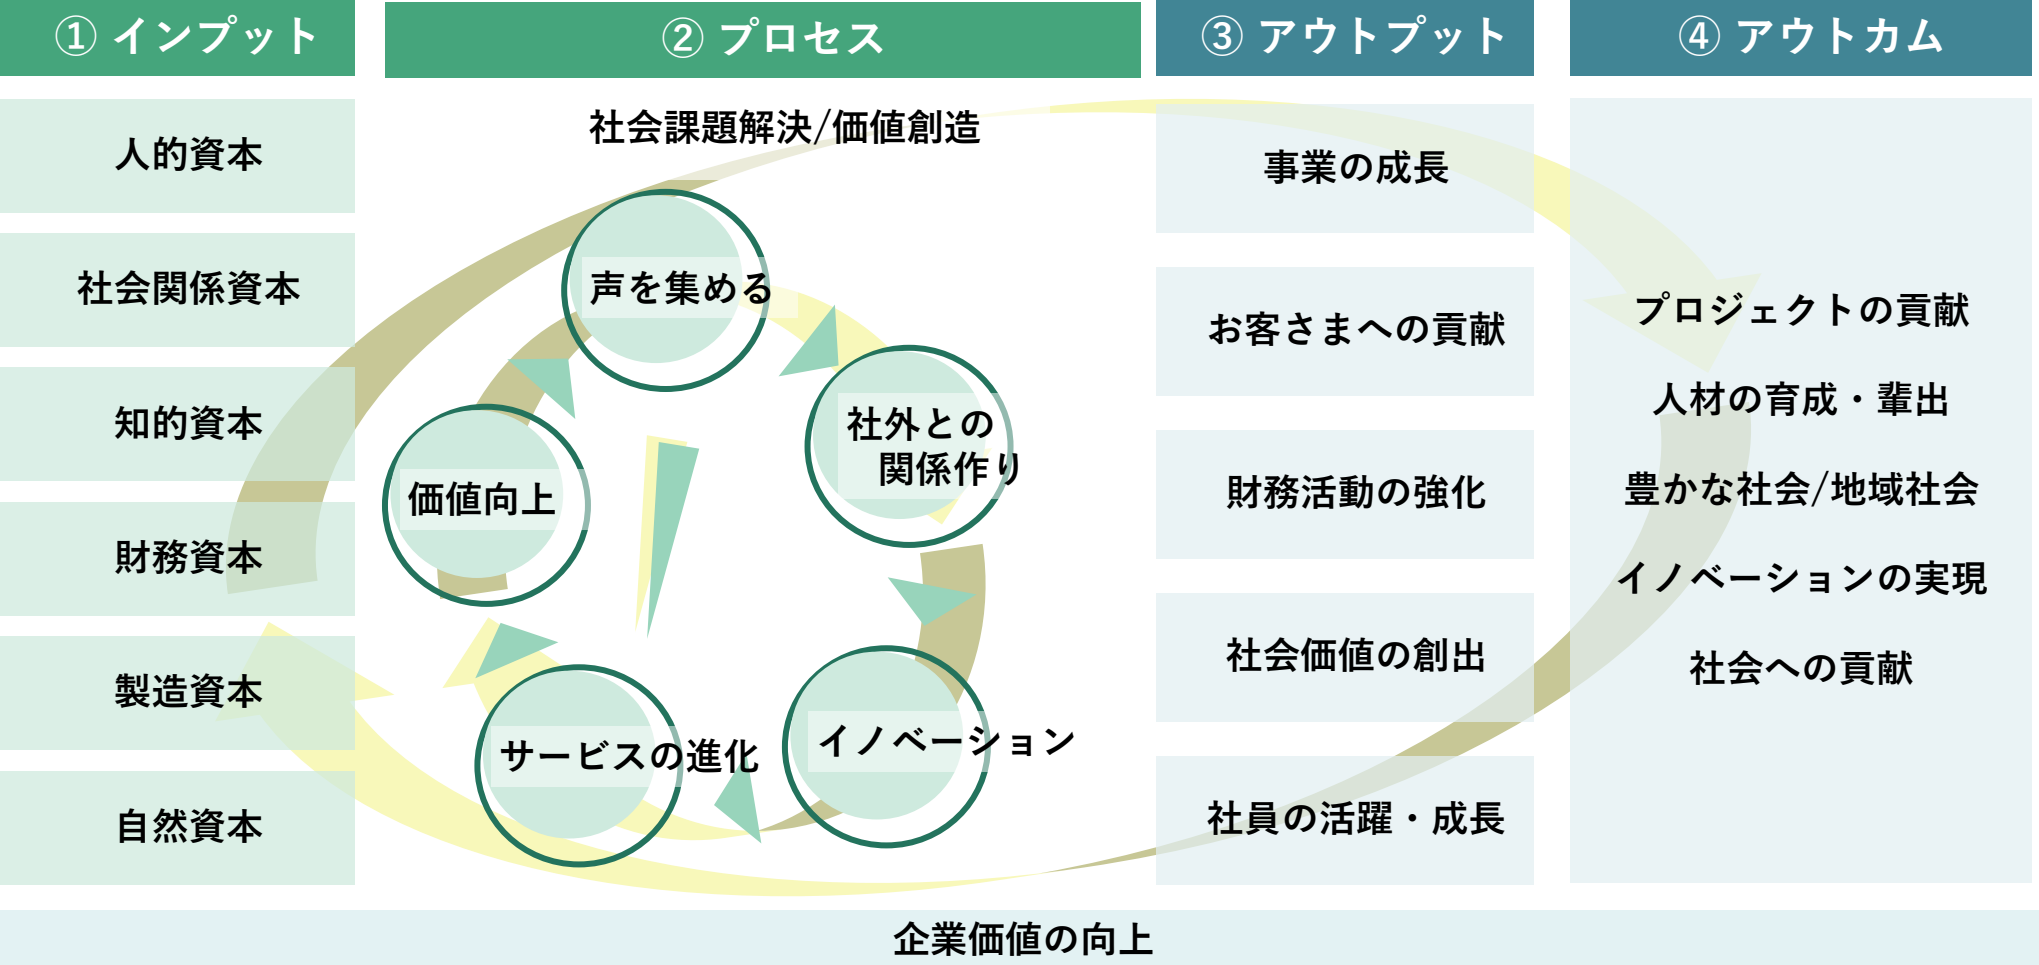 ① インプット
② プロセス
③ アウトプット
④ アウトカム
人的資本
社会関係資本
知的資本
財務資本
製造資本
自然資本
社会課題解決/価値創造
声を集める
社外との
関係作り
価値向上
サービスの進化
イノベーション
事業の成長
お客さまへの貢献
財務活動の強化
社会価値の創出
社員の活躍・成長
プロジェクトの貢献
人材の育成・輩出
豊かな社会/地域社会
イノベーションの実現
社会への貢献
企業価値の向上